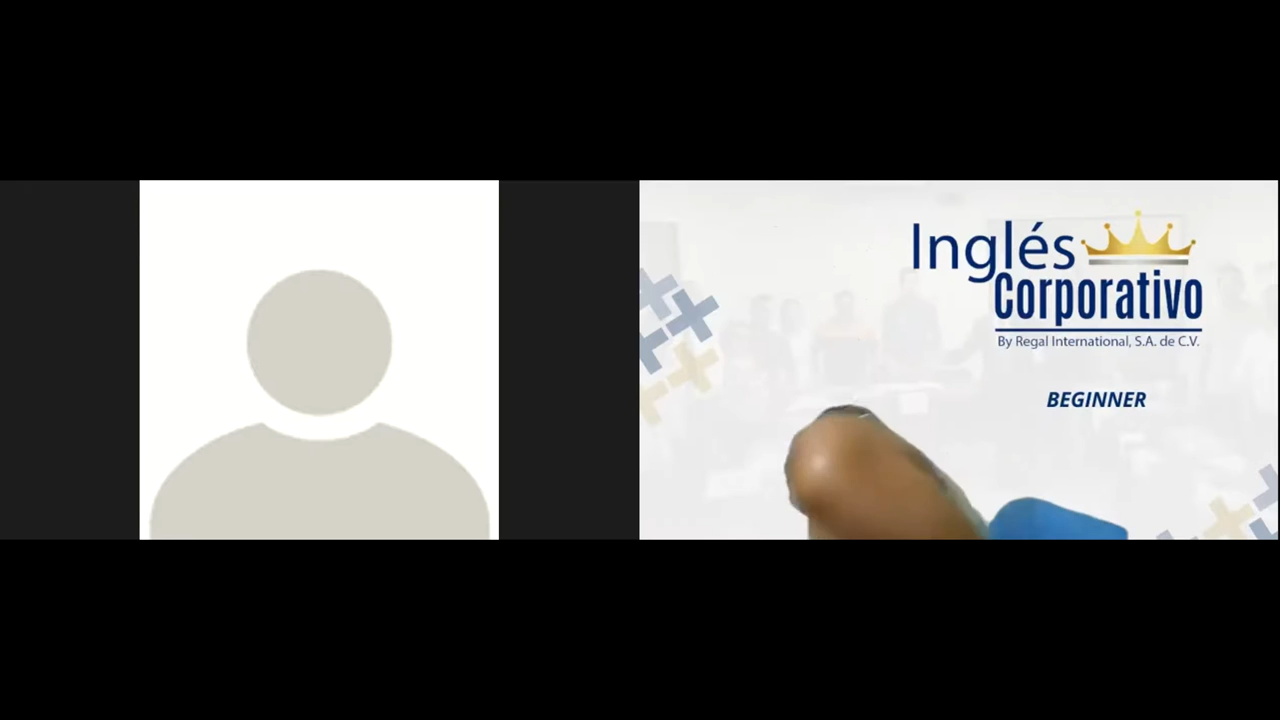 Inglés
Corporativo
By Regal International, S.A. de C.V.
BEGINNER